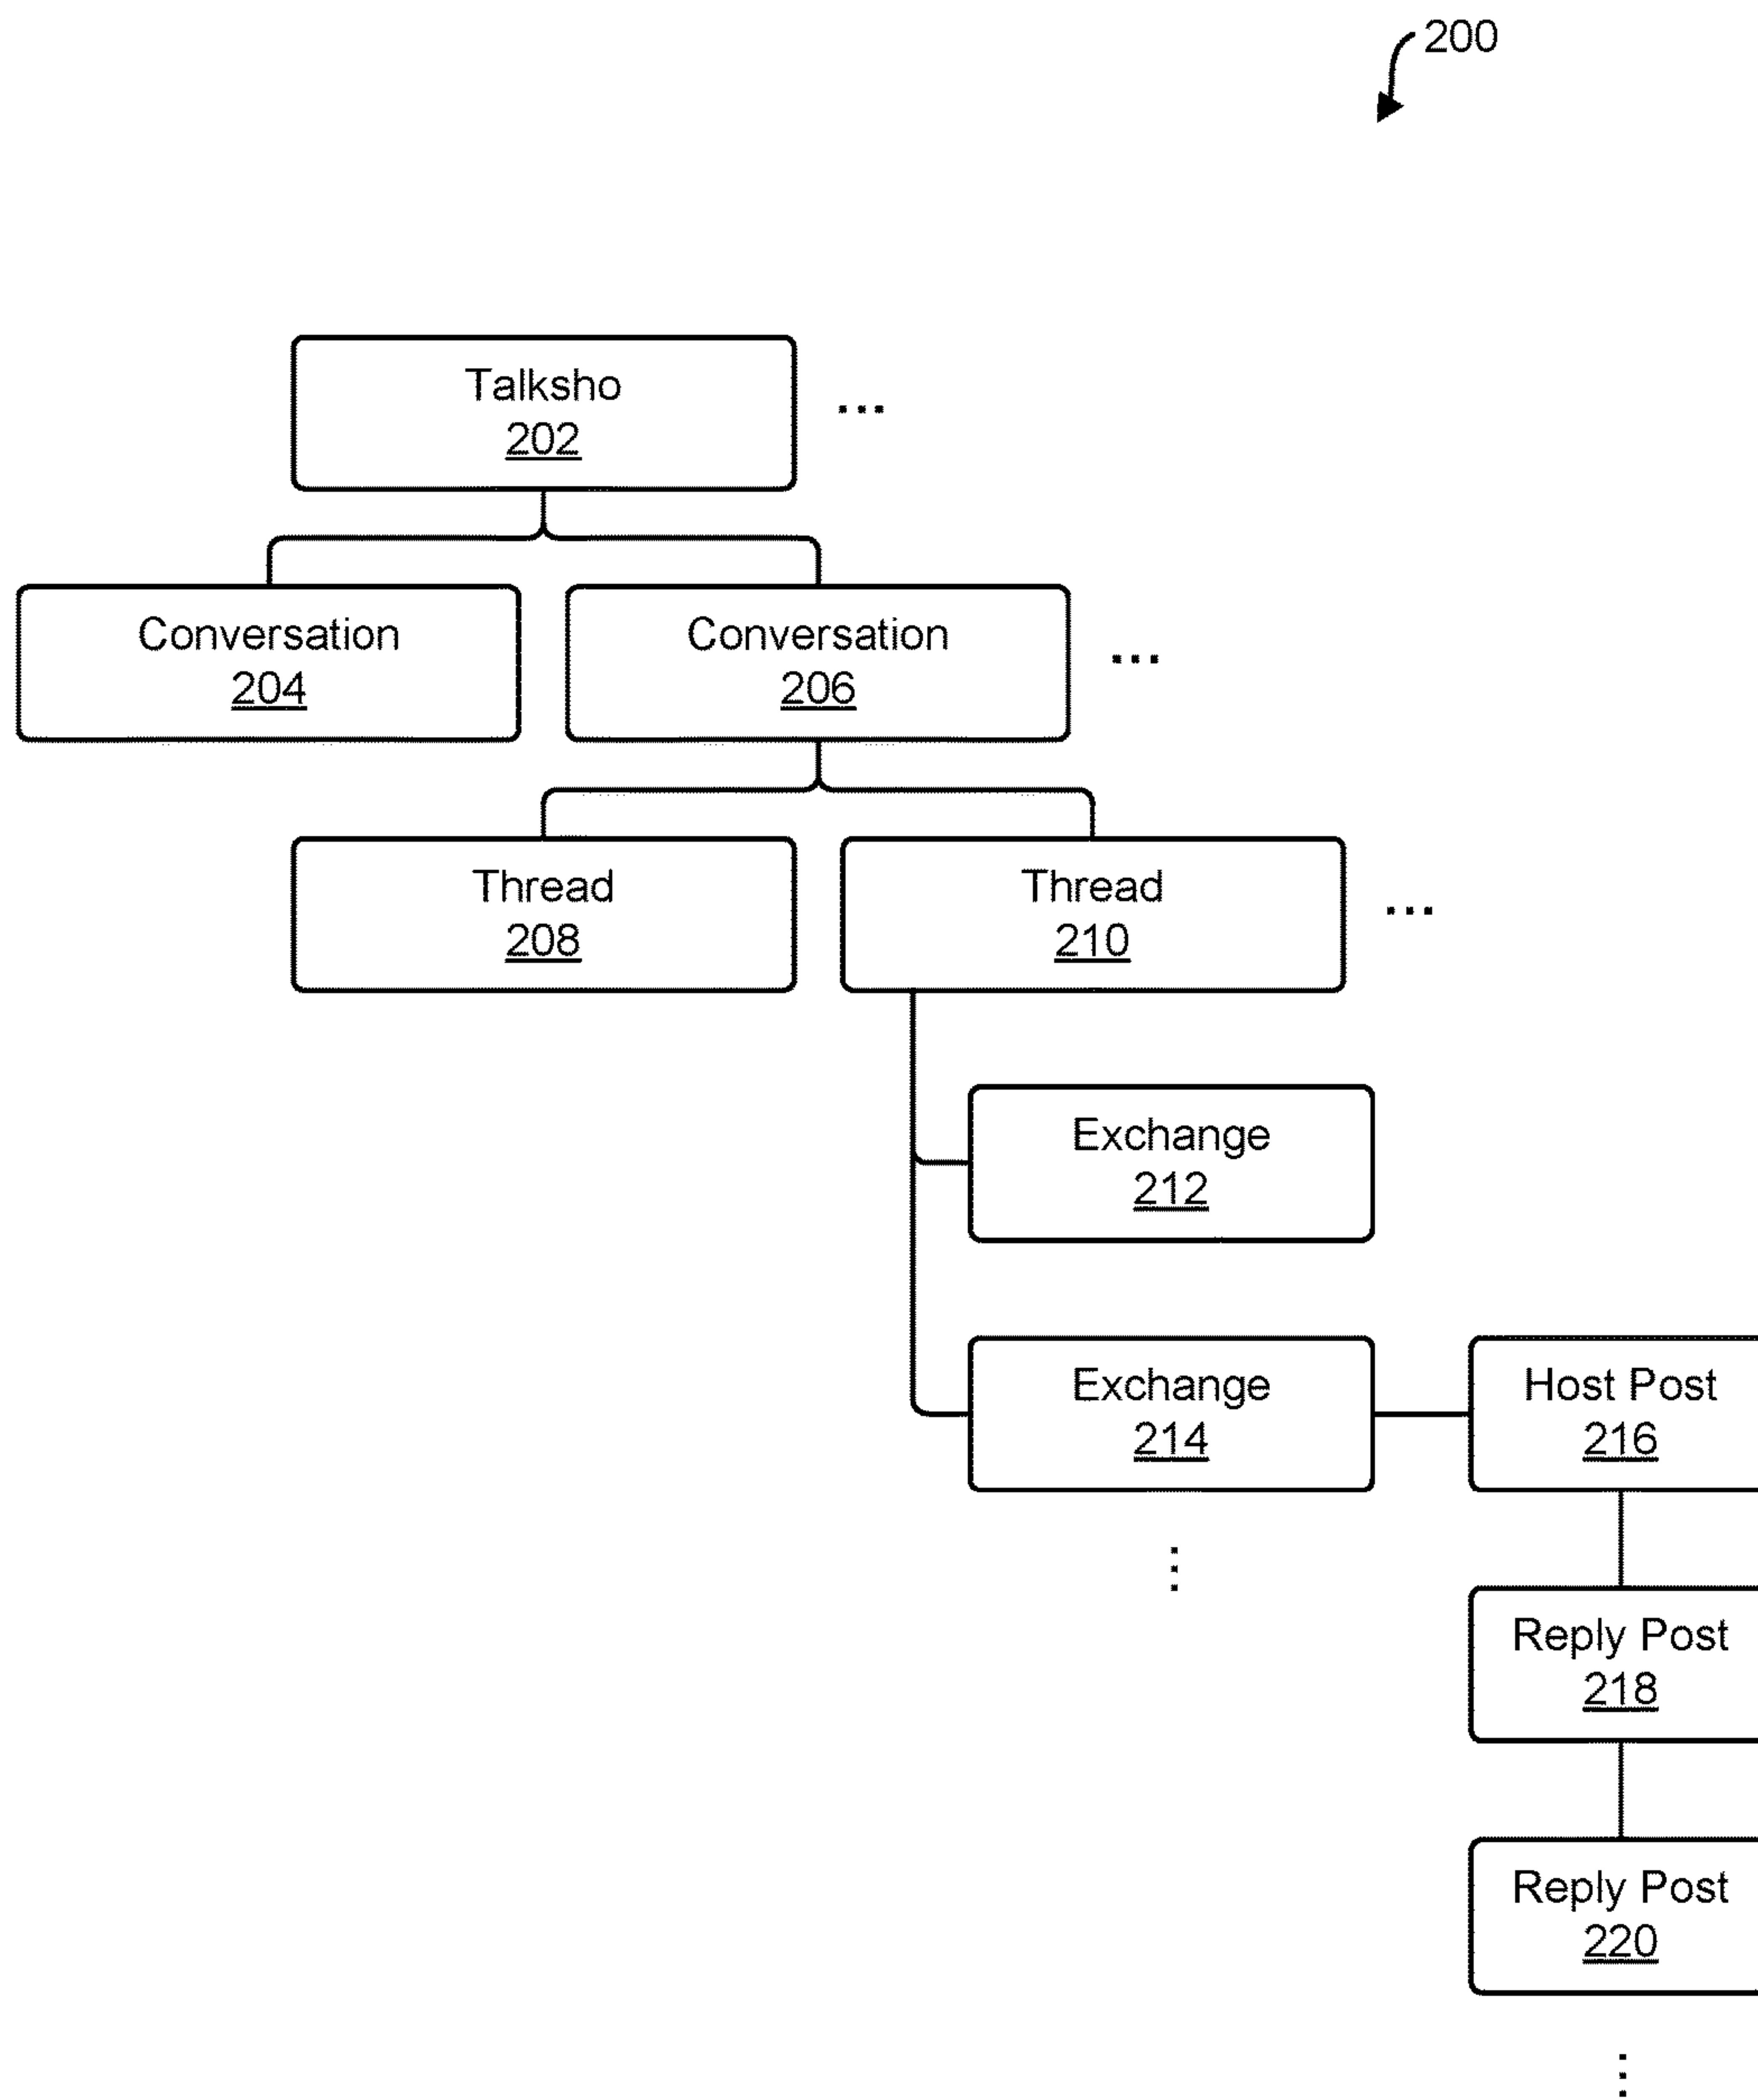 200
Talksho
202
...
Conversation
204
Conversation
206
...
Thread
208
Thread
210
...
Exchange
212
Exchange
214
Host Post
216
...
Reply Post
218
Reply Post
220
...